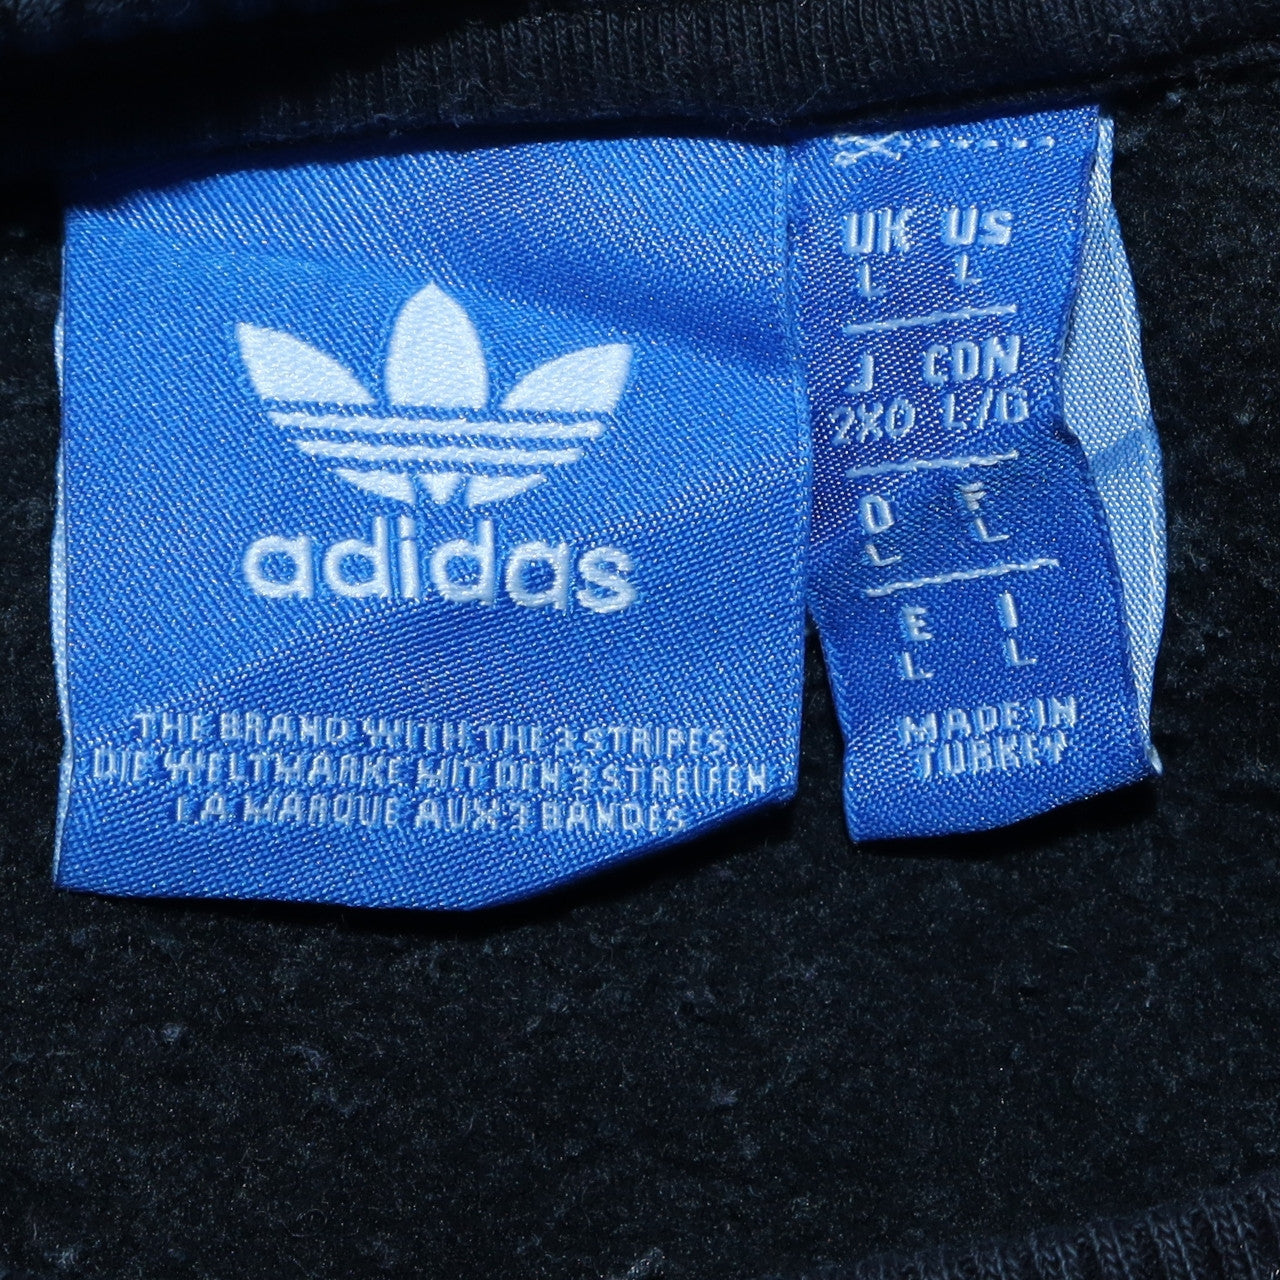 adidas
THE BRAND WITH THE 3 STRIPES
DIE WELTMARKE MIT DEN 3 STREIFEN
LA MARQUE AUX 3 BANDES
UK US
L L
J CDN
2XO L/G
D F
L L
E I
L L
MADE IN
TURKEY